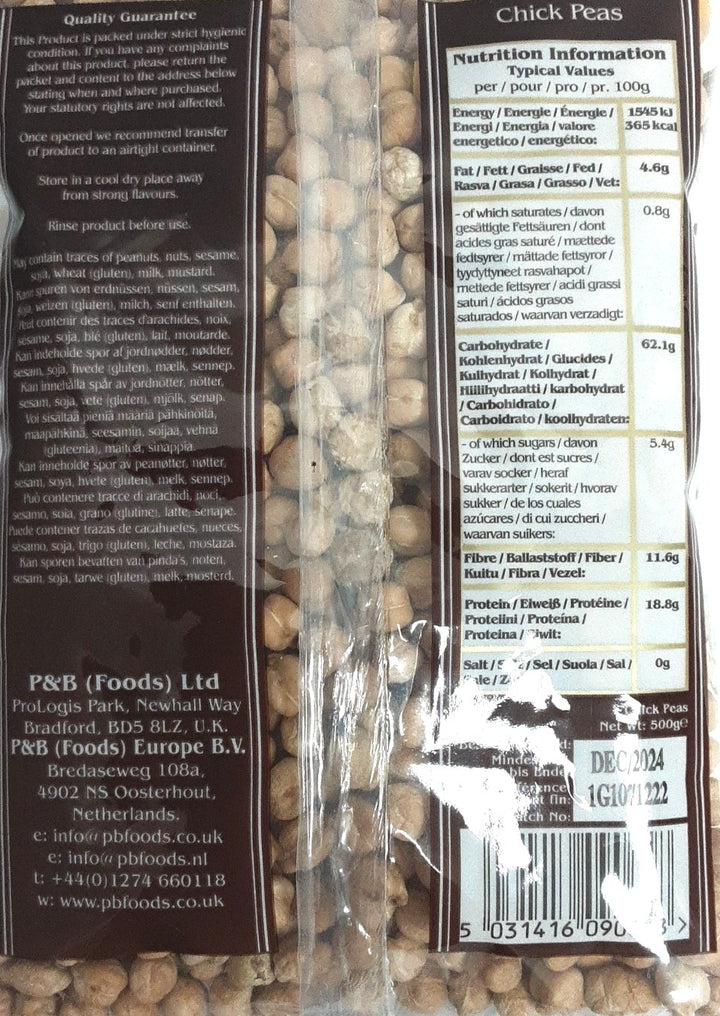 Quality Guarantee
This Product is packed under strict hygienic
condition. If you have any complaints
about this product, please return the
packet and content to the address below
stating when and where purchased.
Your statutory rights are not affected.
Once opened we recommend transfer
of product to an airtight container.
Store in a cool dry place away
from strong flavours.
Rinse product before use.
May contain traces of peanuts, nuts, sesame,
soja, wheat (gluten), milk, mustard.
Kann spuren von erdnüssen, nüssen, sesam,
soja, weizen (gluten), milch, senf enthalten.
Peut contenir des traces d'arachides, noix,
sesame, soja, blé (gluten), lait, moutarde.
Kan indeholde spor af jordnødder, nødder,
sesam, soja, hvede (gluten), mælk, sennep.
Kan innehålla spår av jordnötter, nötter,
sesam, soja, vete (gluten), mjölk, senap.
Voi sisältää pieniä määriä pähkinöitä,
maapähkinä, seesamin, soijaa, vehnä
(gluteenia), maitoa, sinappia.
Kan inneholde spor av peanøtter, nøtter,
sesam, soya, hvete (gluten), melk, sennep.
Può contenere tracce di arachidi, noci,
sesamo, soia, grano (glutine), latte, senape.
Puede contener trazas de cacahuetes, nueces,
sésamo, soja, trigo (gluten), leche, mostaza.
Kan sporen bevatten van pinda's, noten,
sesam, soja, tarwe (gluten), melk, mosterd.
P&B (Foods) Ltd
ProLogis Park, Newhall Way
Bradford, BD5 8LZ, U.K.
P&B (Foods) Europe B.V.
Bredaseweg 108a,
4902 NS Oosterhout,
Netherlands.
e: info@pbfoods.co.uk
e: info@pbfoods.nl
t: +44(0)1274 660118
w: www.pbfoods.co.uk
Chick Peas
Nutrition Information
Typical Values
per / pour / pro / pr. 100g
Energy / Energie / Énergie / 1545 kJ
Energi / Energia / valore 365 kcal
energetico / energético:
Fat / Fett / Graisse / Fed / 4.6g
Rasva / Grasa / Grasso / Vet:
- of which saturates / davon 0.8g
gesättigte Fettsäuren / dont
acides gras saturé / mættede
fedtsyrer / mättade fettsyror /
tyydyttyneet rasvahapot /
mettede fettsyrer / acidi grassi
saturi / ácidos grasos
saturados / waarvan verzadigt:
Carbohydrate / 62.1g
Kohlenhydrat / Glucides /
Kulhydrat / Kolhydrat /
Hiilihydraatti / karbohydrat
/ Carbohidrato /
Carboidrato / koolhydraten:
- of which sugars / davon 5.4g
Zucker / dont est sucres /
varav socker / heraf
sukkerarter / sokerit / hvorav
sukker / de los cuales
azúcares / di cui zuccheri /
waarvan suikers:
Fibre / Ballaststoff / Fiber / 11.6g
Kuitu / Fibra / Vezel:
Protein / Eiweiß / Protéine / 18.8g
Proteiini / Proteína /
Proteina / Eiwit:
Salt / / Sel / Suola / Sal / 0g
Chick Peas
Net Wt: 500g℮
bis Ende
DEC/2024
1G1071222
5 031416 090